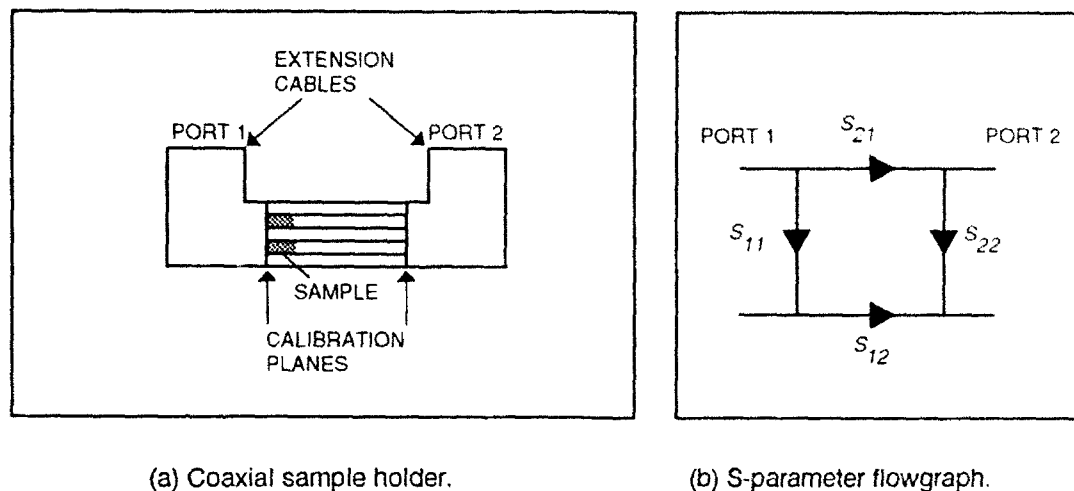 EXTENSION
CABLES
PORT 1
PORT 2
SAMPLE
CALIBRATION
PLANES
(a) Coaxial sample holder.
PORT 1
S21
PORT 2
S11
S22
S12
(b) S-parameter flowgraph.